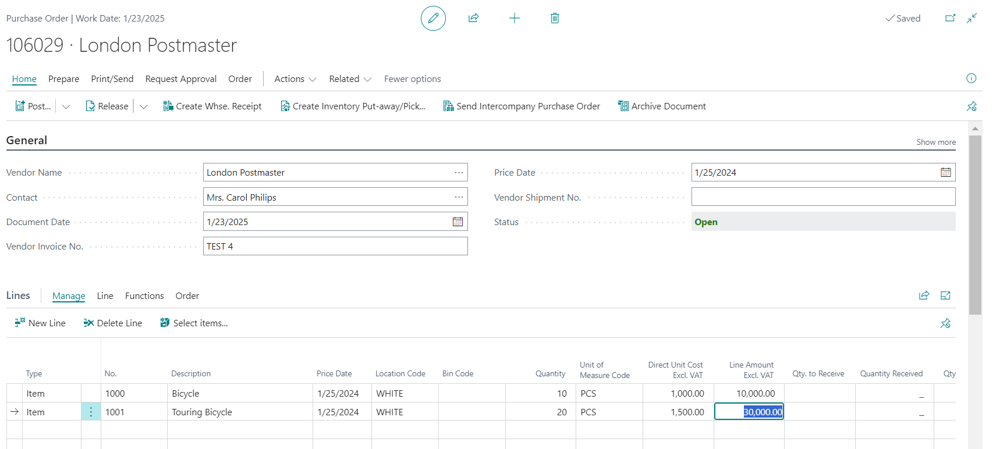 Purchase Order | Work Date: 1/23/2025
Saved
106029 · London Postmaster
Home Prepare Print/Send Request Approval Order Actions Related Fewer options
Post... Release Create Whse. Receipt Create Inventory Put-away/Pick... Send Intercompany Purchase Order Archive Document
General
Show more
Vendor Name London Postmaster Price Date 1/25/2024
Contact Mrs. Carol Philips Vendor Shipment No.
Document Date 1/23/2025 Status Open
Vendor Invoice No. TEST 4
Lines Manage Line Functions Order
New Line Delete Line Select items...
Type No. Description Price Date Location Code Bin Code Quantity Unit of Measure Code Direct Unit Cost Excl. VAT Line Amount Excl. VAT Qty. to Receive Quantity Received Qty
Item 1000 Bicycle 1/25/2024 WHITE 10 PCS 1,000.00 10,000.00 _
Item 1001 Touring Bicycle 1/25/2024 WHITE 20 PCS 1,500.00 30,000.00 _